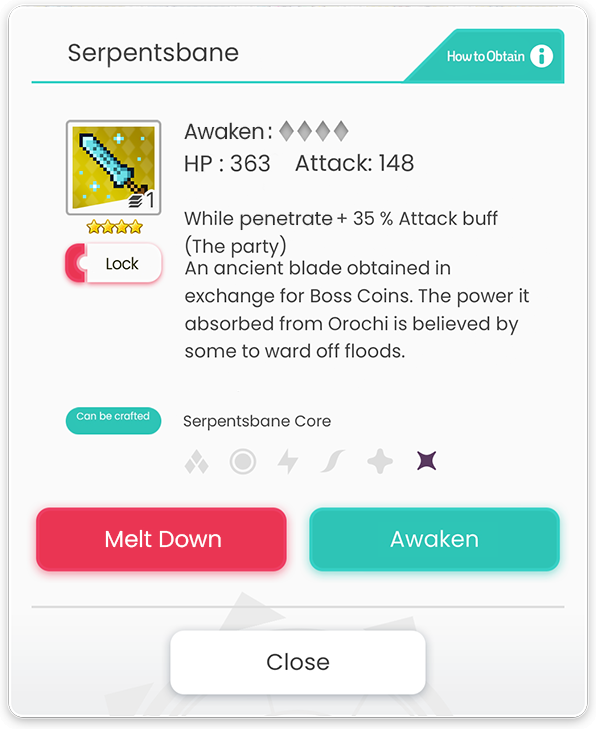 Serpentsbane
How to Obtain
Awaken:
HP : 363 Attack: 148
1
While penetrate + 35 % Attack buff
(The party)
Lock
An ancient blade obtained in
exchange for Boss Coins. The power it
absorbed from Orochi is believed by
some to ward off floods.
Can be crafted
Serpentsbane Core
Melt Down
Awaken
Close